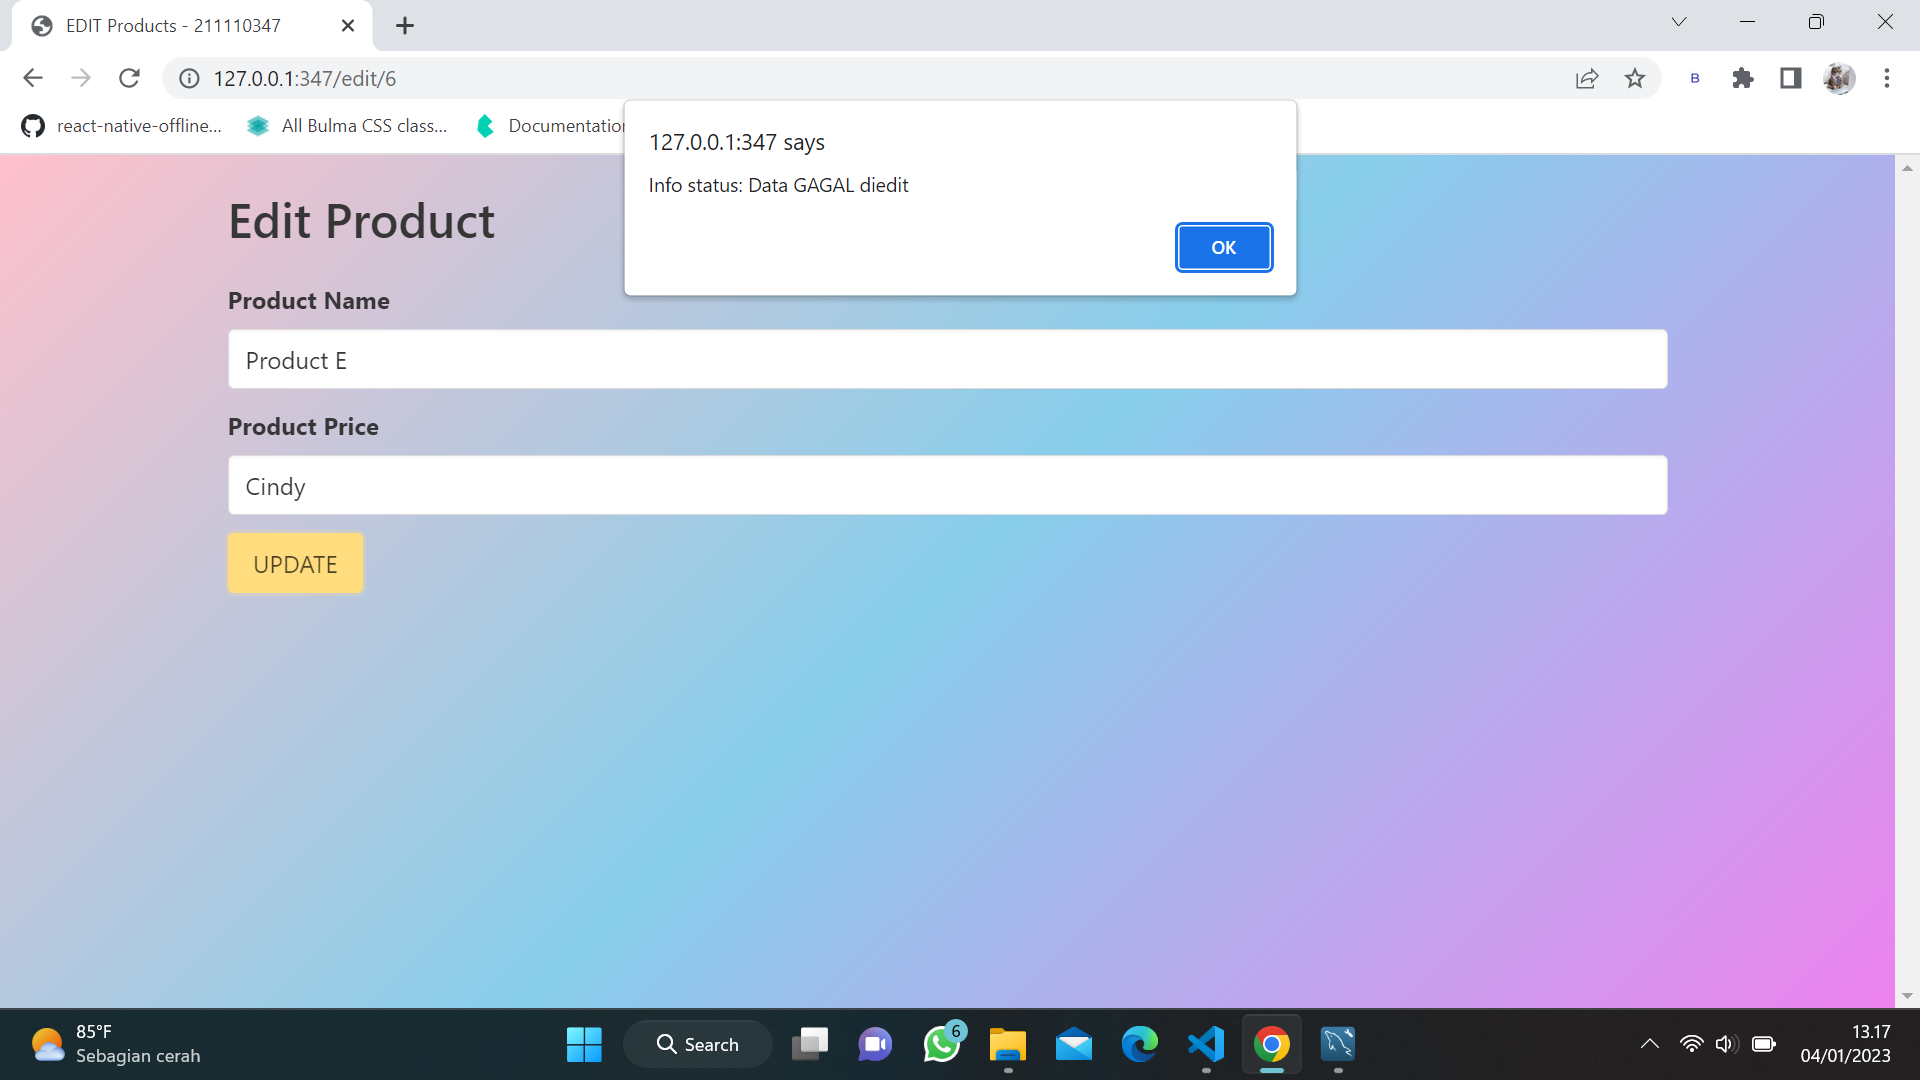 EDIT Products - 211110347
127.0.0.1:347/edit/6
B
react-native-offline...
All Bulma CSS class...
Documentation
127.0.0.1:347 says
Info status: Data GAGAL diedit
OK
Edit Product
Product Name
Product E
Product Price
Cindy
UPDATE
85°F
Sebagian cerah
Search
6
13.17
04/01/2023